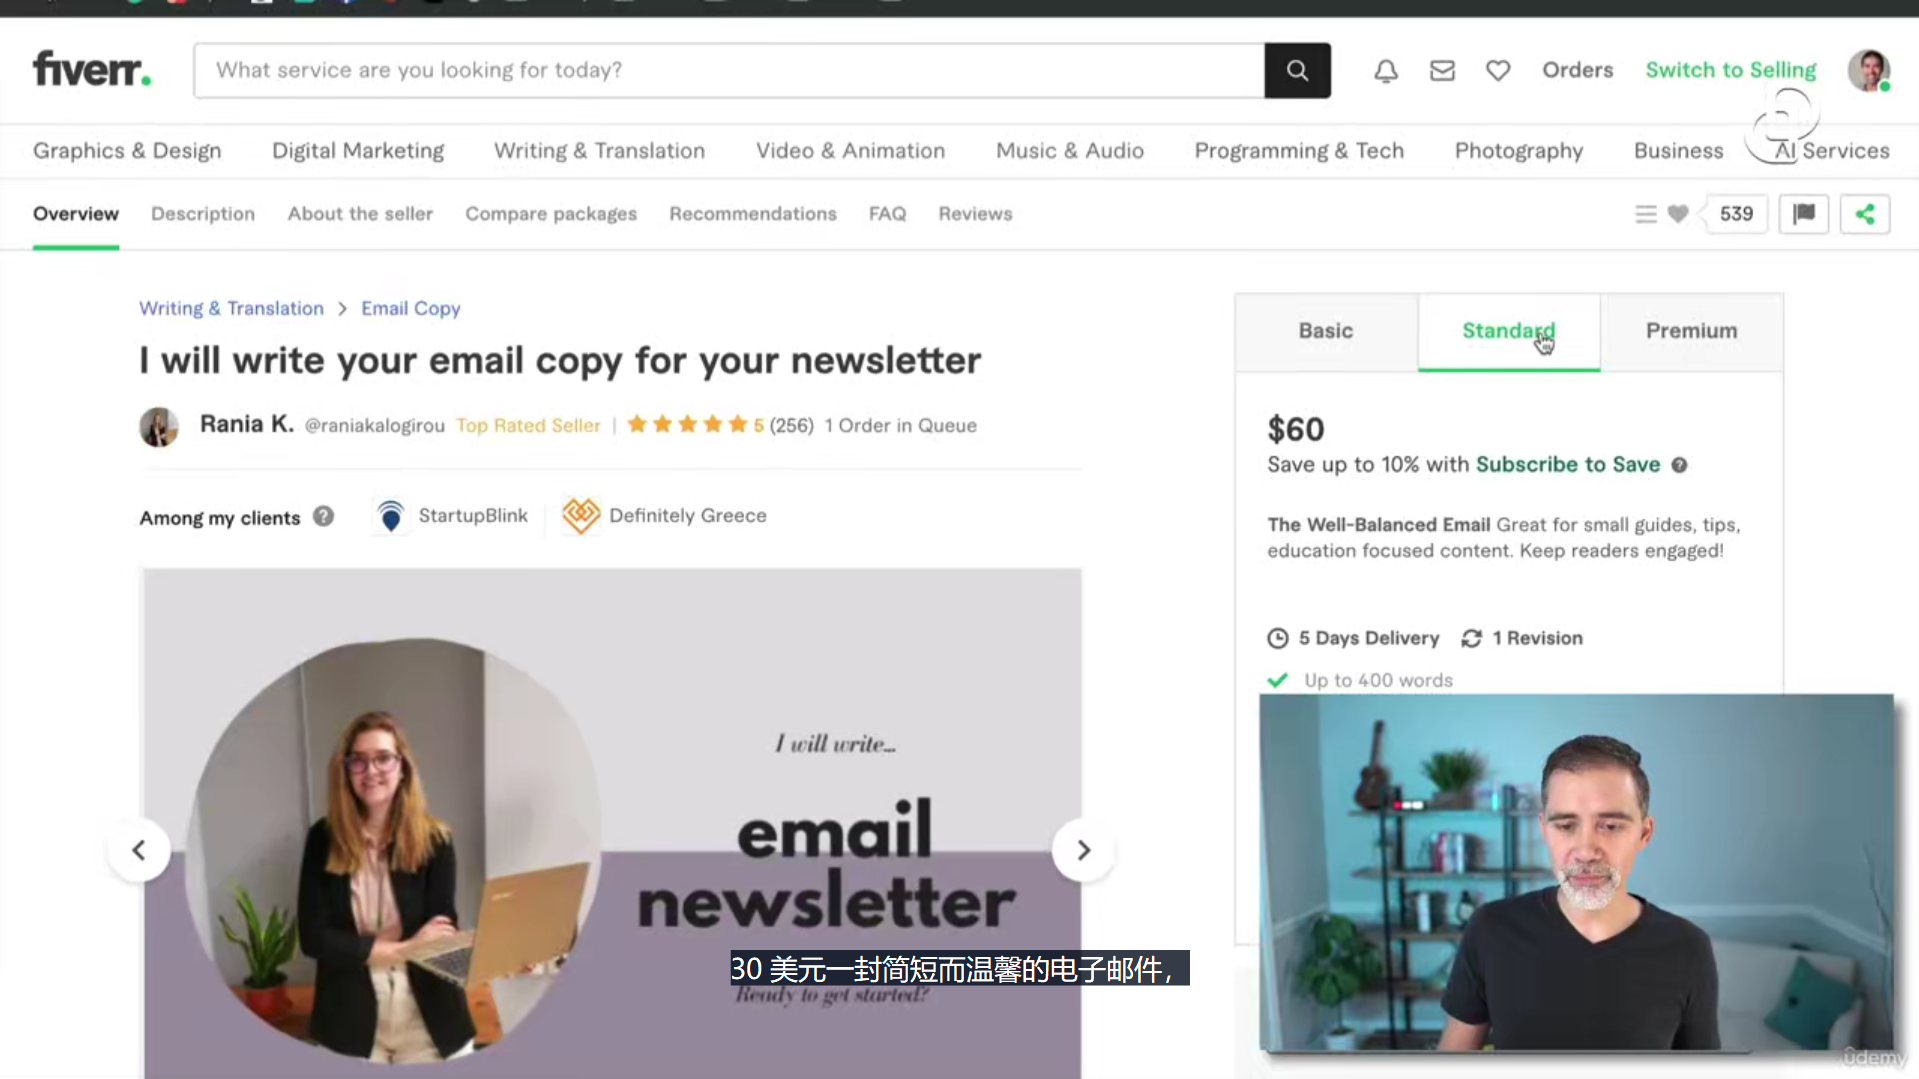 fiverr.
What service are you looking for today?
Orders
Switch to Selling
Graphics & Design
Digital Marketing
Writing & Translation
Video & Animation
Music & Audio
Programming & Tech
Photography
Business
AI Services
Overview
Description
About the seller
Compare packages
Recommendations
FAQ
Reviews
539
Writing & Translation > Email Copy
I will write your email copy for your newsletter
Rania K. @raniakalogirou Top Rated Seller | 5 (256) 1 Order in Queue
Among my clients ? StartupBlink Definitely Greece
Basic
Standard
Premium
$60
Save up to 10% with Subscribe to Save ?
The Well-Balanced Email Great for small guides, tips,
education focused content. Keep readers engaged!
5 Days Delivery 1 Revision
Up to 400 words
I will write...
email
newsletter
30 美元一封简短而温馨的电子邮件，
Ready to get started?
ûdemy